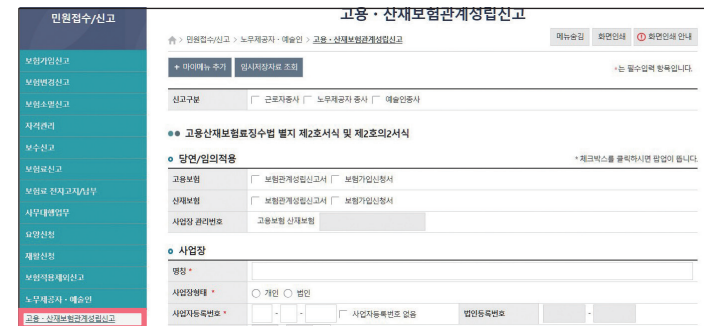 민원접수/신고
보험가입신고
보험변경신고
보험소멸신고
자격관리
보수신고
보험료신고
보험료 전자고지/납부
사무대행업무
요양신청
재활신청
보험적용제외신고
노무제공자·예술인
고용·산재보험관계성립신고
고용·산재보험관계성립신고
> 민원접수/신고 > 노무제공자·예술인 > 고용·산재보험관계성립신고
메뉴숨김 화면인쇄 화면인쇄 안내
+ 마이메뉴 추가 임시저장자료 조회
*는 필수입력 항목입니다.
신고구분 근로자종사 노무제공자 종사 예술인종사
고용산재보험료징수법 별지 제2호서식 및 제2호의2서식
당연/임의적용
* 체크박스를 클릭하시면 팝업이 뜹니다.
고용보험 보험관계성립신고서 보험가입신청서
산재보험 보험관계성립신고서 보험가입신청서
사업장 관리번호 고용보험 산재보험
사업장
명칭 *
사업장형태 * 개인 법인
사업자등록번호 * - - 사업자등록번호 없음 법인등록번호 -